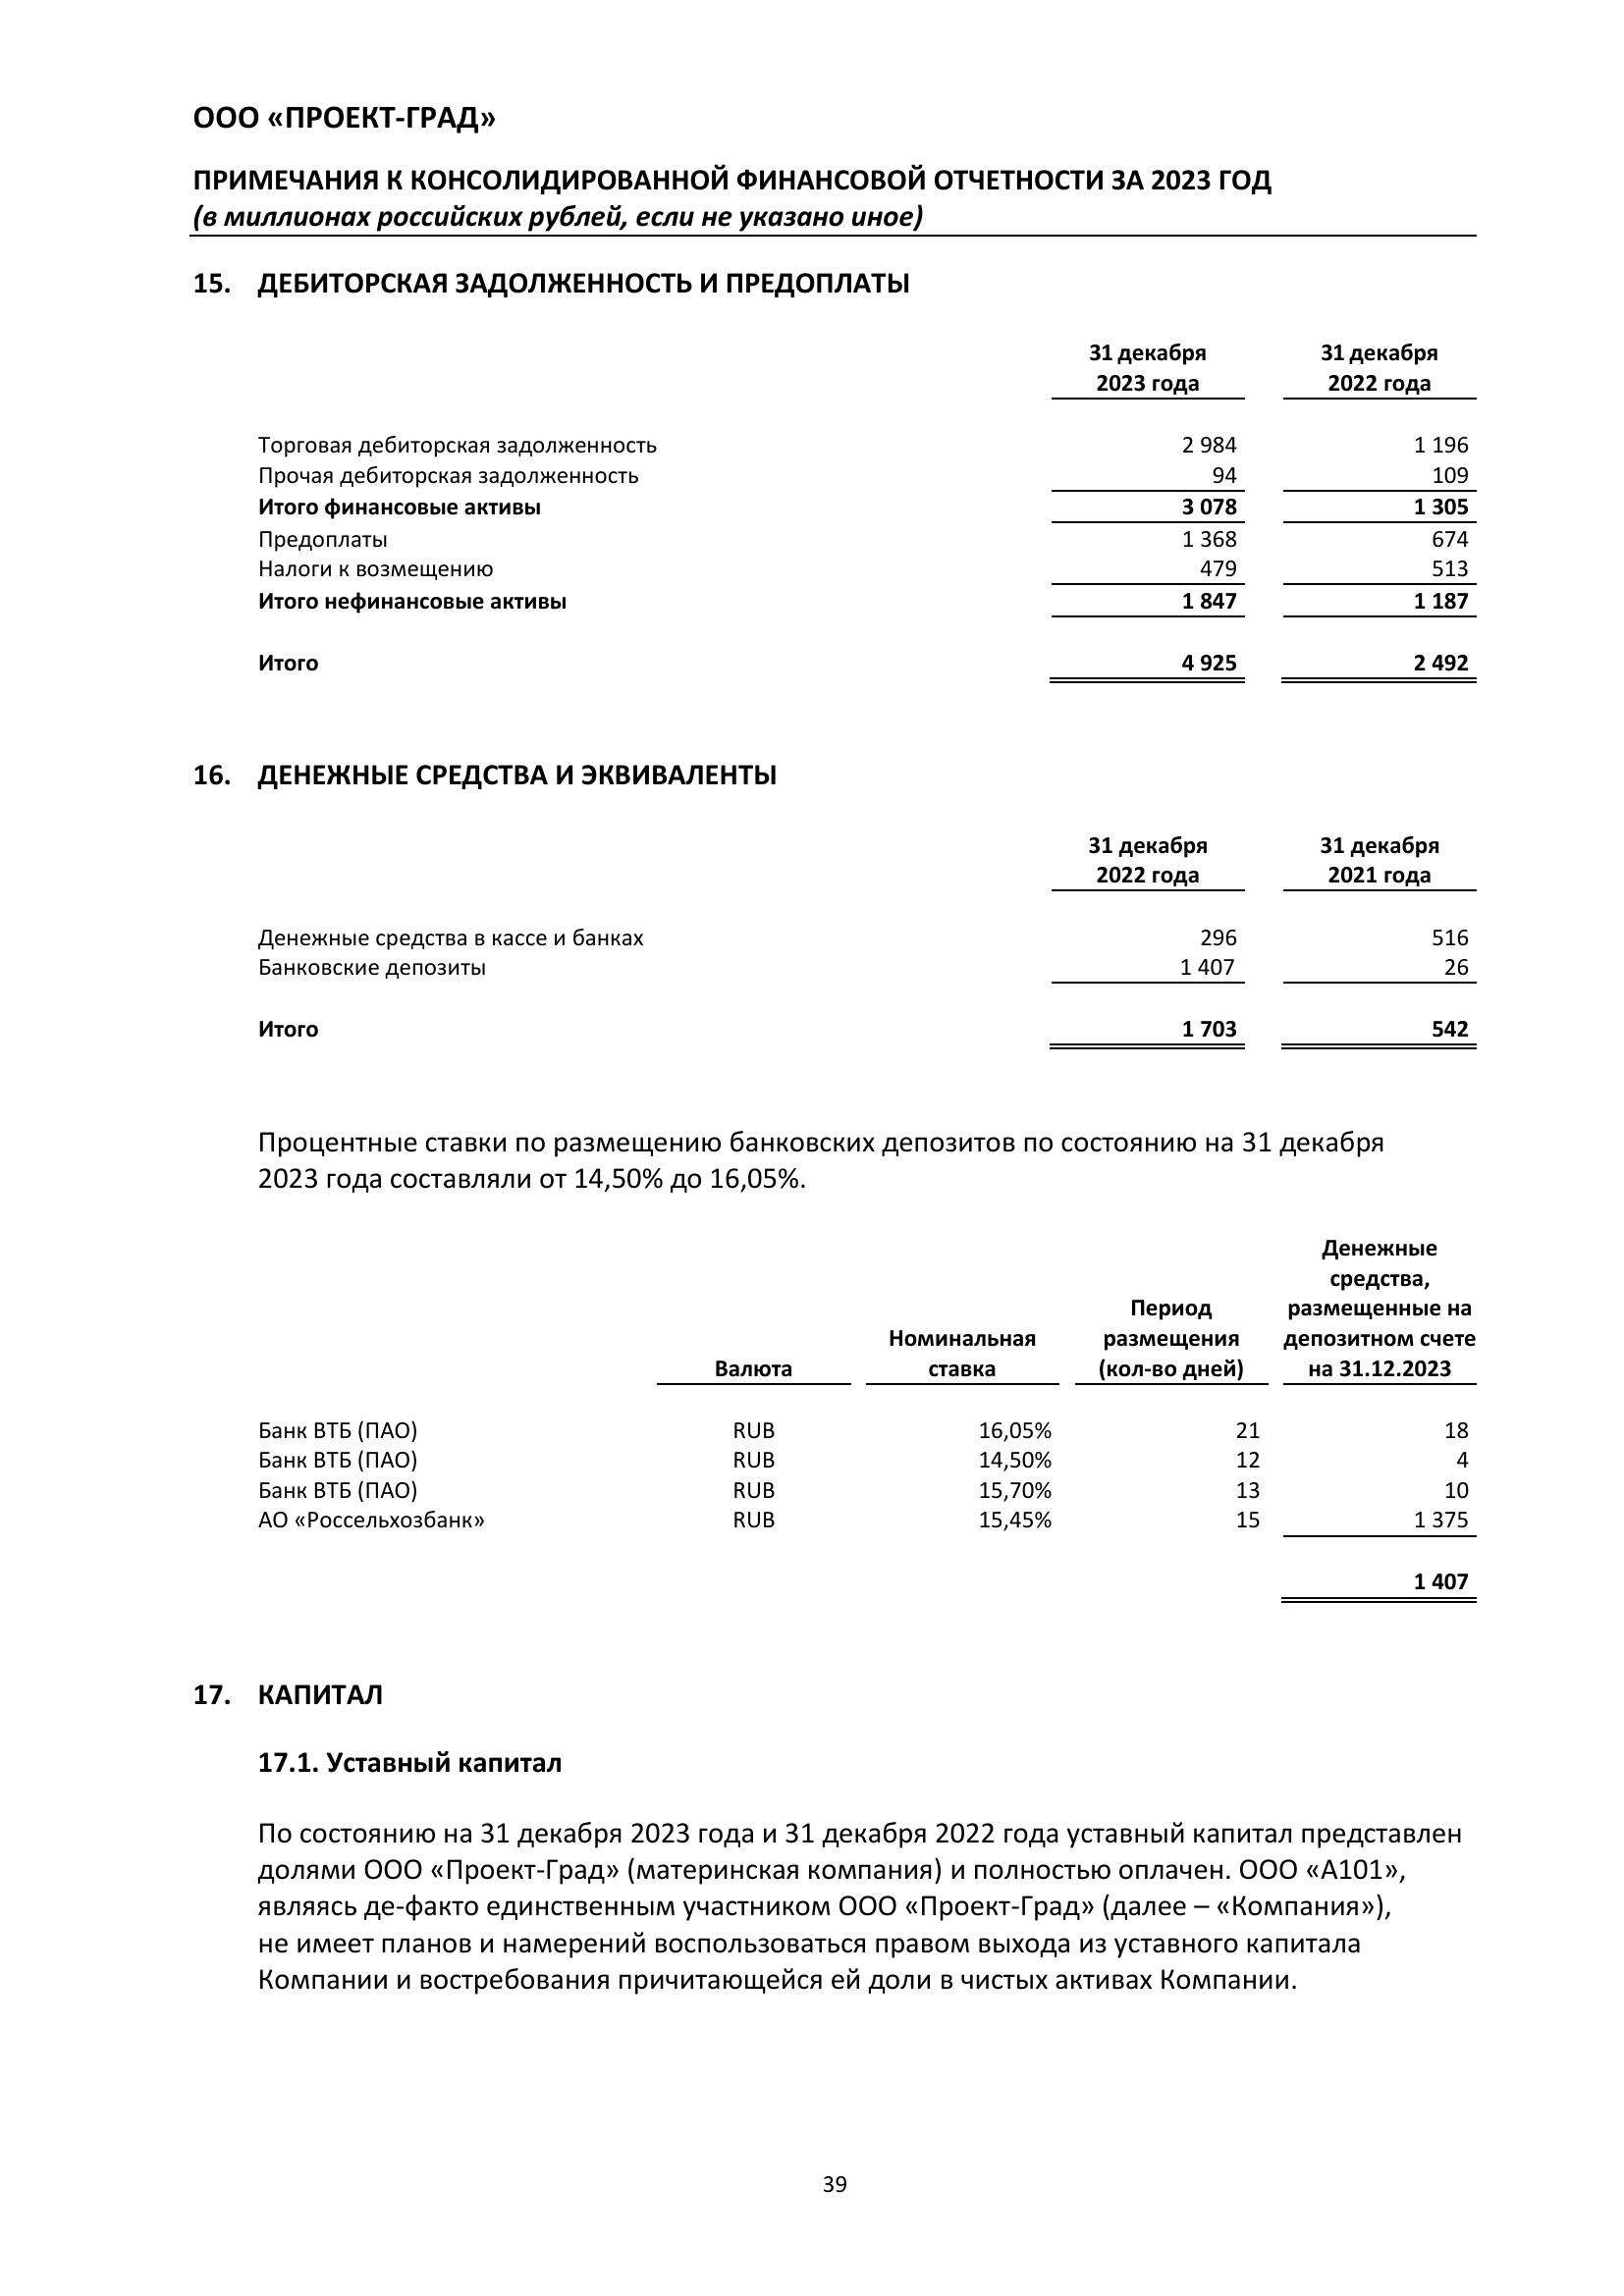 ООО «ПРОЕКТ-ГРАД»
ПРИМЕЧАНИЯ К КОНСОЛИДИРОВАННОЙ ФИНАНСОВОЙ ОТЧЕТНОСТИ ЗА 2023 ГОД
(в миллионах российских рублей, если не указано иное)
15. ДЕБИТОРСКАЯ ЗАДОЛЖЕННОСТЬ И ПРЕДОПЛАТЫ
31 декабря 31 декабря
2023 года 2022 года
Торговая дебиторская задолженность 2 984 1 196
Прочая дебиторская задолженность 94 109
Итого финансовые активы 3 078 1 305
Предоплаты 1 368 674
Налоги к возмещению 479 513
Итого нефинансовые активы 1 847 1 187
Итого 4 925 2 492
16. ДЕНЕЖНЫЕ СРЕДСТВА И ЭКВИВАЛЕНТЫ
31 декабря 31 декабря
2022 года 2021 года
Денежные средства в кассе и банках 296 516
Банковские депозиты 1 407 26
Итого 1 703 542
Процентные ставки по размещению банковских депозитов по состоянию на 31 декабря
2023 года составляли от 14,50% до 16,05%.
Денежные
средства,
Период размещенные на
Номинальная размещения депозитном счете
Валюта ставка (кол-во дней) на 31.12.2023
Банк ВТБ (ПАО) RUB 16,05% 21 18
Банк ВТБ (ПАО) RUB 14,50% 12 4
Банк ВТБ (ПАО) RUB 15,70% 13 10
АО «Россельхозбанк» RUB 15,45% 15 1 375
1 407
17. КАПИТАЛ
17.1. Уставный капитал
По состоянию на 31 декабря 2023 года и 31 декабря 2022 года уставный капитал представлен
долями ООО «Проект-Град» (материнская компания) и полностью оплачен. ООО «А101»,
являясь де-факто единственным участником ООО «Проект-Град» (далее – «Компания»),
не имеет планов и намерений воспользоваться правом выхода из уставного капитала
Компании и востребования причитающейся ей доли в чистых активах Компании.
39